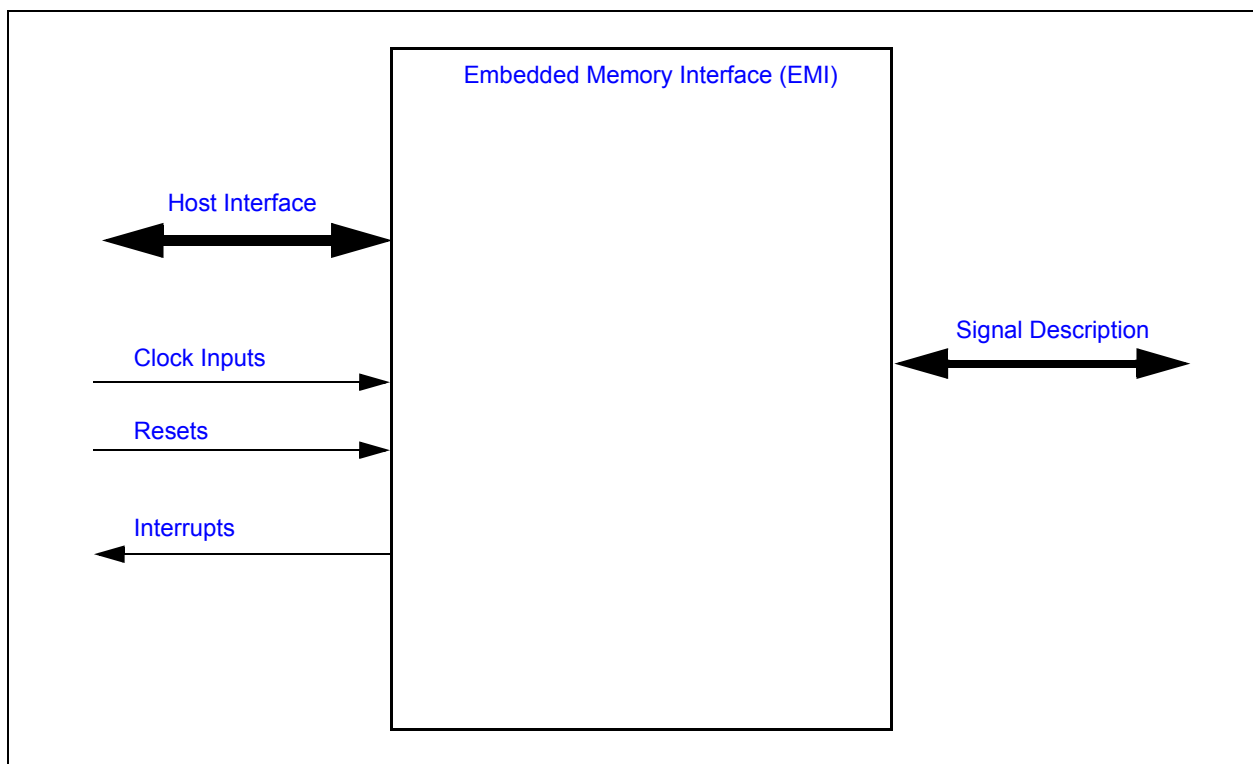 Embedded Memory Interface (EMI)
Host Interface
Signal Description
Clock Inputs
Resets
Interrupts